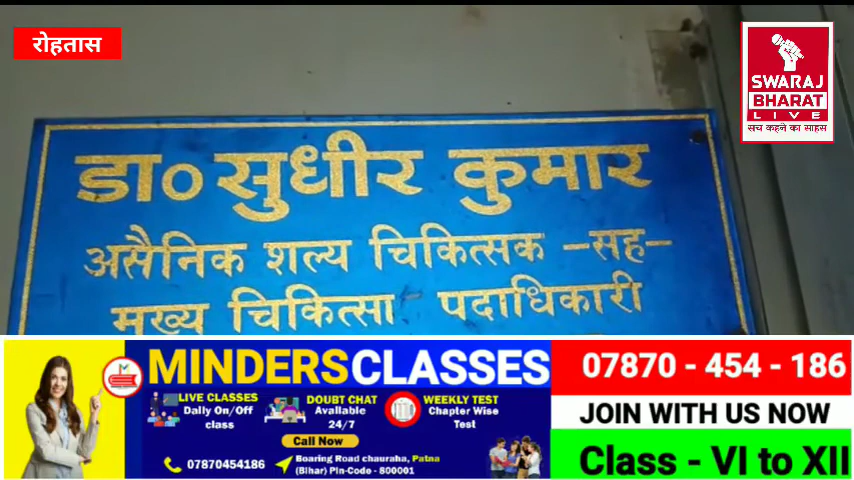 रोहतास
SWARAJ
BHARAT
LIVE
सच कहने का साहस
डा० सुधीर कुमार
असैनिक शल्य चिकित्सक -सह-
मुख्य चिकित्सा पदाधिकारी
MINDERS CLASSES
LIVE CLASSES
Daily On/Off
class
DOUBT CHAT
Available
24/7
WEEKLY TEST
Chapter Wise
Test
Call Now
07870454186
Boaring Road chauraha, Patna
(Bihar) Pin-Code - 800001
07870 - 454 - 186
JOIN WITH US NOW
Class - VI to XII